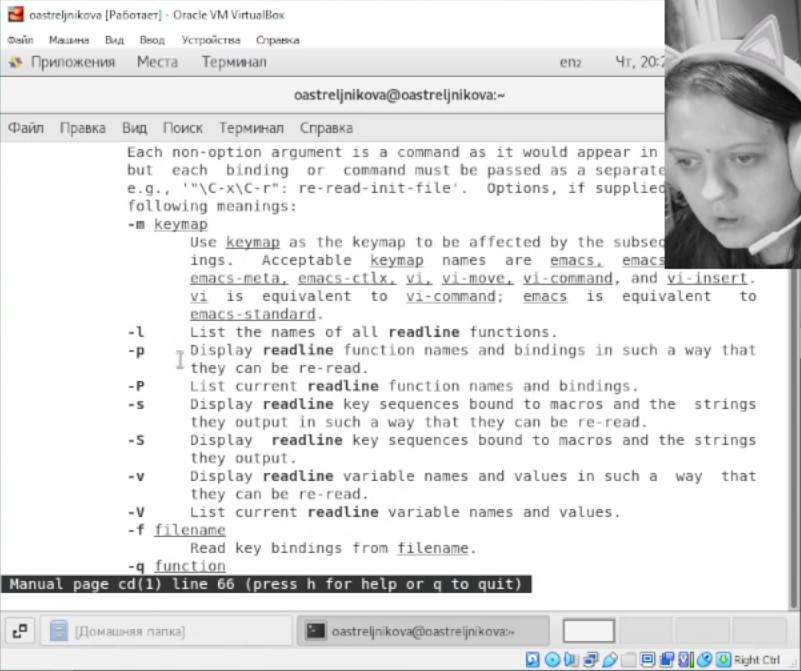 oastreljnikova [Работает] - Oracle VM VirtualBox
Файл Машина Вид Ввод Устройства Справка
Приложения Места Терминал en₂ Чт, 20:2
oastreljnikova@oastreljnikova:~
Файл Правка Вид Поиск Терминал Справка
Each non-option argument is a command as it would appear in
but each binding or command must be passed as a separate
e.g., '"\C-x\C-r": re-read-init-file'. Options, if supplied
following meanings:
-m keymap
Use keymap as the keymap to be affected by the subseq
ings. Acceptable keymap names are emacs, emacs
emacs-meta, emacs-ctlx, vi, vi-move, vi-command, and vi-insert.
vi is equivalent to vi-command; emacs is equivalent to
emacs-standard.
-l List the names of all readline functions.
-p Display readline function names and bindings in such a way that
they can be re-read.
-P List current readline function names and bindings.
-s Display readline key sequences bound to macros and the strings
they output in such a way that they can be re-read.
-S Display readline key sequences bound to macros and the strings
they output.
-v Display readline variable names and values in such a way that
they can be re-read.
-V List current readline variable names and values.
-f filename
Read key bindings from filename.
-q function
Manual page cd(1) line 66 (press h for help or q to quit)
[Домашняя папка] oastreljnikova@oastreljnikova:~
Right Ctrl